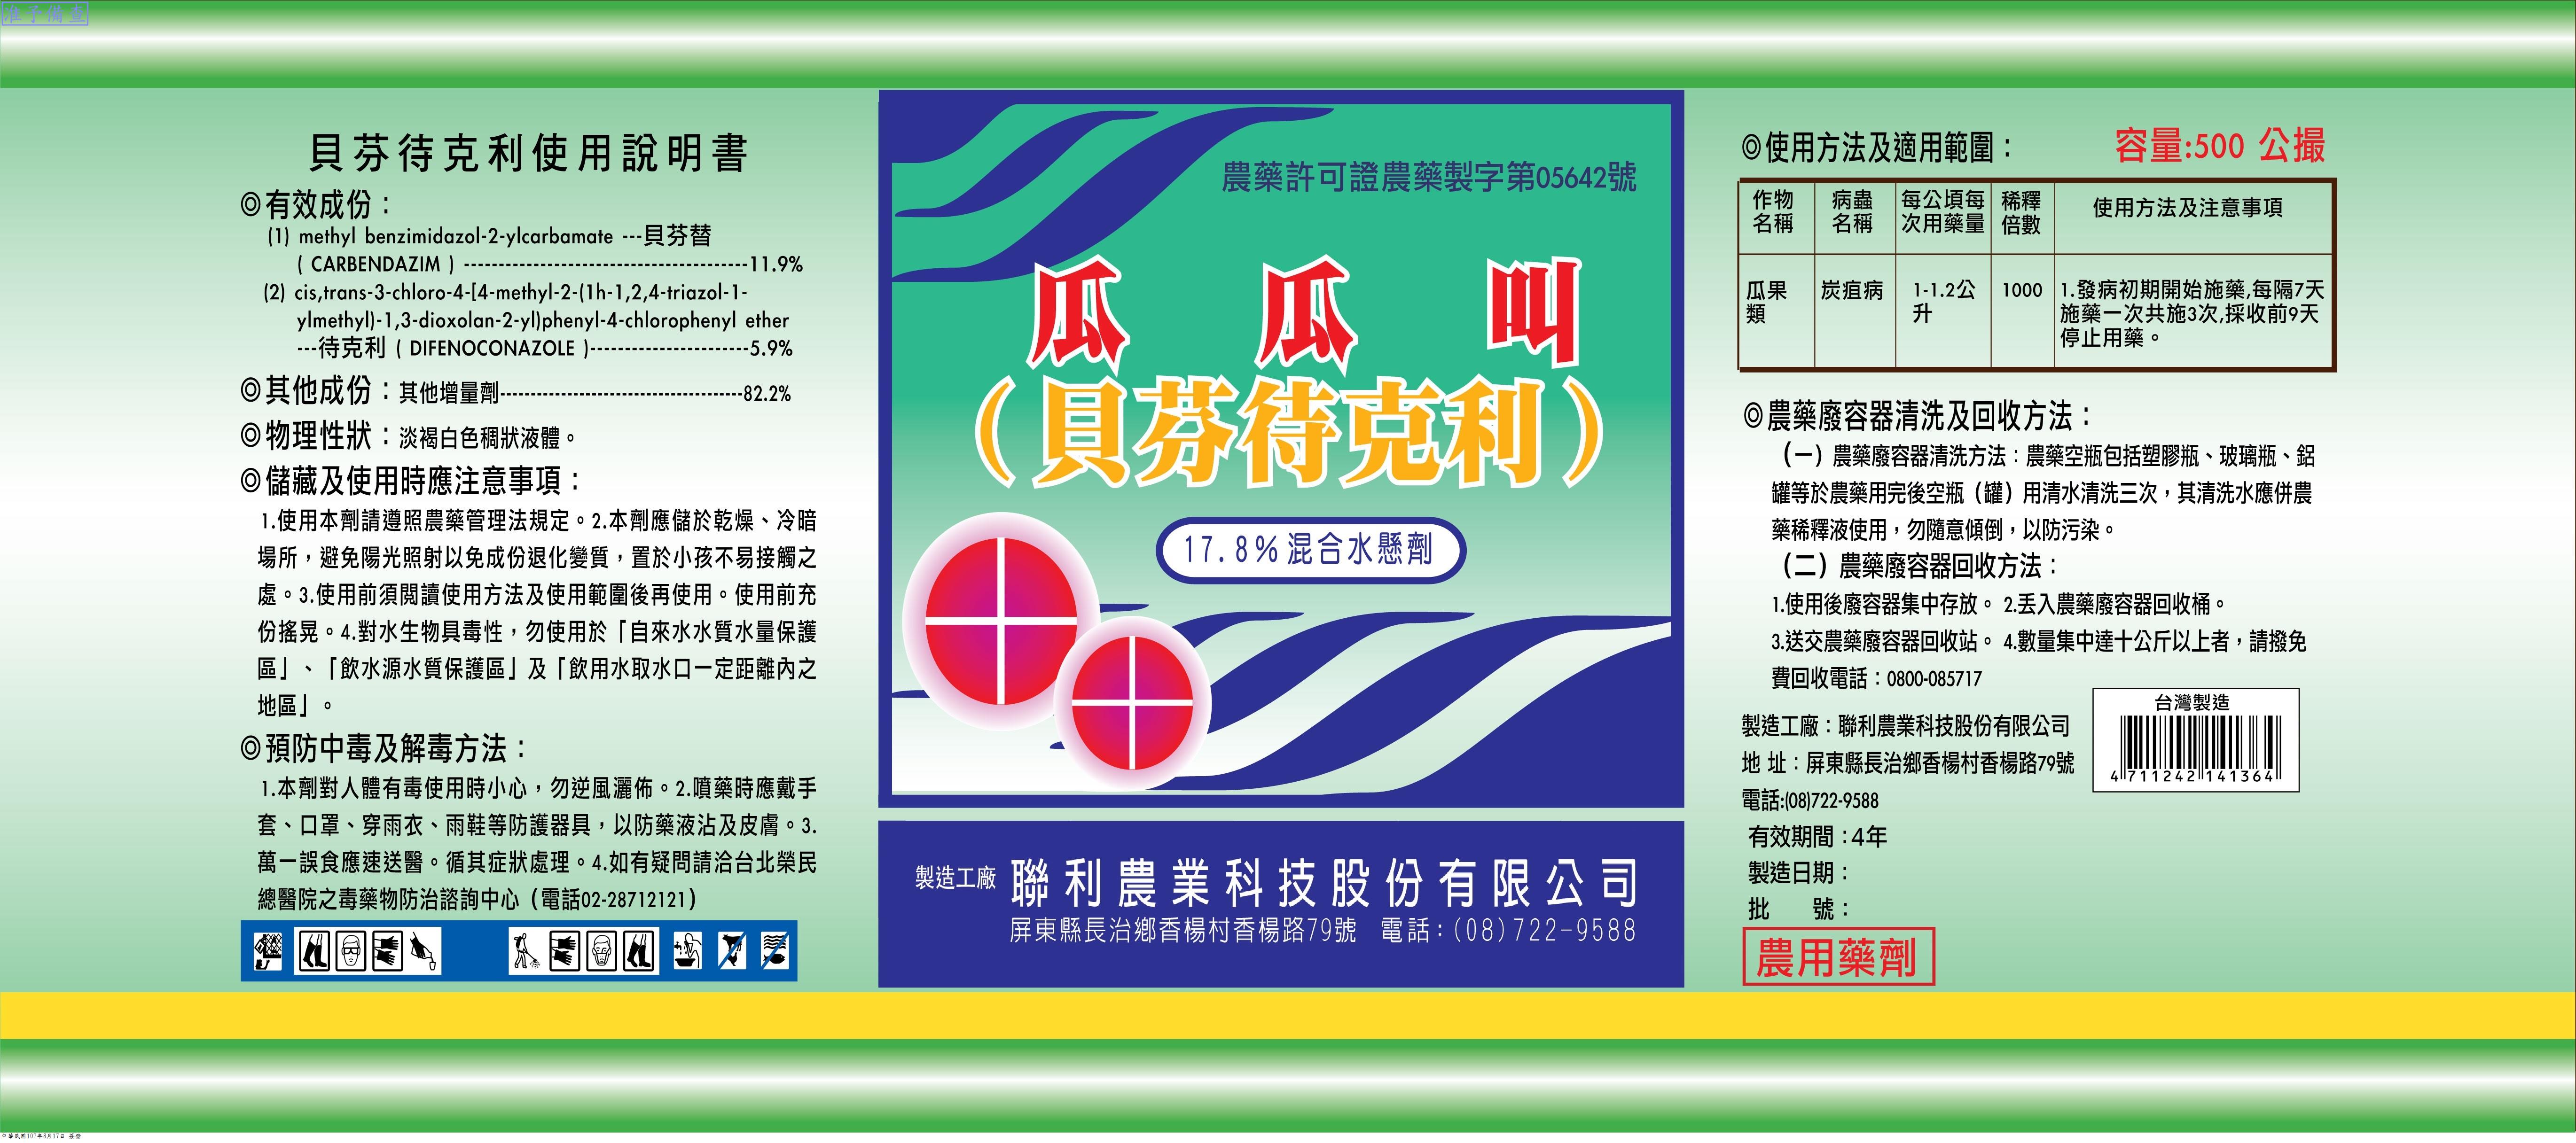 准予備查
貝芬待克利使用說明書
◎有效成份：
(1) methyl benzimidazol-2-ylcarbamate ---貝芬替
( CARBENDAZIM ) -----------------------------------------11.9%
(2) cis,trans-3-chloro-4-[4-methyl-2-(1h-1,2,4-triazol-1-
ylmethyl)-1,3-dioxolan-2-yl)phenyl-4-chlorophenyl ether
---待克利 ( DIFENOCONAZOLE )-----------------------5.9%
◎其他成份：其他增量劑----------------------------------------82.2%
◎物理性狀：淡褐白色稠狀液體。
◎儲藏及使用時應注意事項：
1.使用本劑請遵照農藥管理法規定。2.本劑應儲於乾燥、冷暗
場所，避免陽光照射以免成份退化變質，置於小孩不易接觸之
處。3.使用前須閱讀使用方法及使用範圍後再使用。使用前充
份搖晃。4.對水生物具毒性，勿使用於「自來水水質水量保護
區」、「飲水源水質保護區」及「飲用水取水口一定距離內之
地區」。
◎預防中毒及解毒方法：
1.本劑對人體有毒使用時小心，勿逆風灑佈。2.噴藥時應戴手
套、口罩、穿雨衣、雨鞋等防護器具，以防藥液沾及皮膚。3.
萬一誤食應速送醫。循其症狀處理。4.如有疑問請洽台北榮民
總醫院之毒藥物防治諮詢中心（電話02-28712121）
農藥許可證農藥製字第05642號
瓜瓜叫
（貝芬待克利）
17.8%混合水懸劑
製造工廠 聯利農業科技股份有限公司
屏東縣長治鄉香楊村香楊路79號 電話:(08)722-9588
◎使用方法及適用範圍： 容量:500 公撮
作物名稱 病蟲名稱 每公頃每次用藥量 稀釋倍數 使用方法及注意事項
瓜果類 炭疽病 1-1.2公升 1000 1.發病初期開始施藥,每隔7天
施藥一次共施3次,採收前9天
停止用藥。
◎農藥廢容器清洗及回收方法：
（一）農藥廢容器清洗方法：農藥空瓶包括塑膠瓶、玻璃瓶、鋁
罐等於農藥用完後空瓶（罐）用清水清洗三次，其清洗水應併農
藥稀釋液使用，勿隨意傾倒，以防污染。
（二）農藥廢容器回收方法：
1.使用後廢容器集中存放。 2.丟入農藥廢容器回收桶。
3.送交農藥廢容器回收站。 4.數量集中達十公斤以上者，請撥免
費回收電話：0800-085717
製造工廠：聯利農業科技股份有限公司
地 址：屏東縣長治鄉香楊村香楊路79號
電話:(08)722-9588
有效期間：4年
製造日期：
批 號：
農用藥劑
台灣製造
4 711242 141364
中華民國107年8月17日 簽發